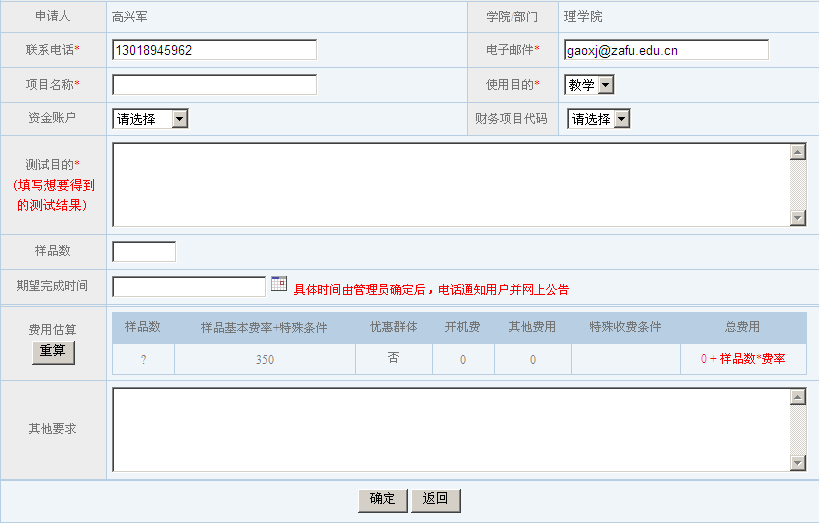 申请人 高兴军 学院/部门 理学院
联系电话* 13018945962 电子邮件* gaoxj@zafu.edu.cn
项目名称* 使用目的* 教学
资金账户 请选择 财务项目代码 请选择
测试目的*
(填写想要得到
的测试结果)
样品数
期望完成时间 具体时间由管理员确定后，电话通知用户并网上公告
费用估算
重算
样品数 样品基本费率+特殊条件 优惠群体 开机费 其他费用 特殊收费条件 总费用
? 350 否 0 0 0 + 样品数*费率
其他要求
确定 返回